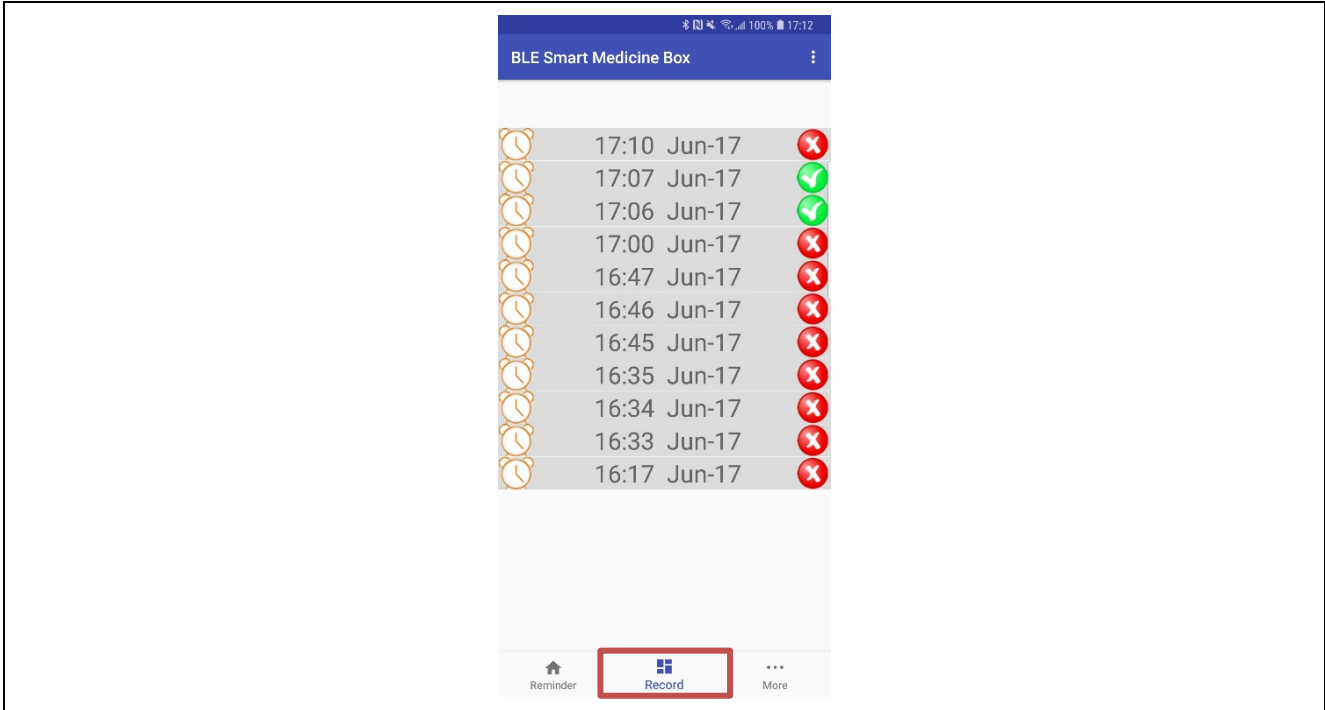 100% 17:12
BLE Smart Medicine Box
17:10 Jun-17
17:07 Jun-17
17:06 Jun-17
17:00 Jun-17
16:47 Jun-17
16:46 Jun-17
16:45 Jun-17
16:35 Jun-17
16:34 Jun-17
16:33 Jun-17
16:17 Jun-17
Reminder Record More